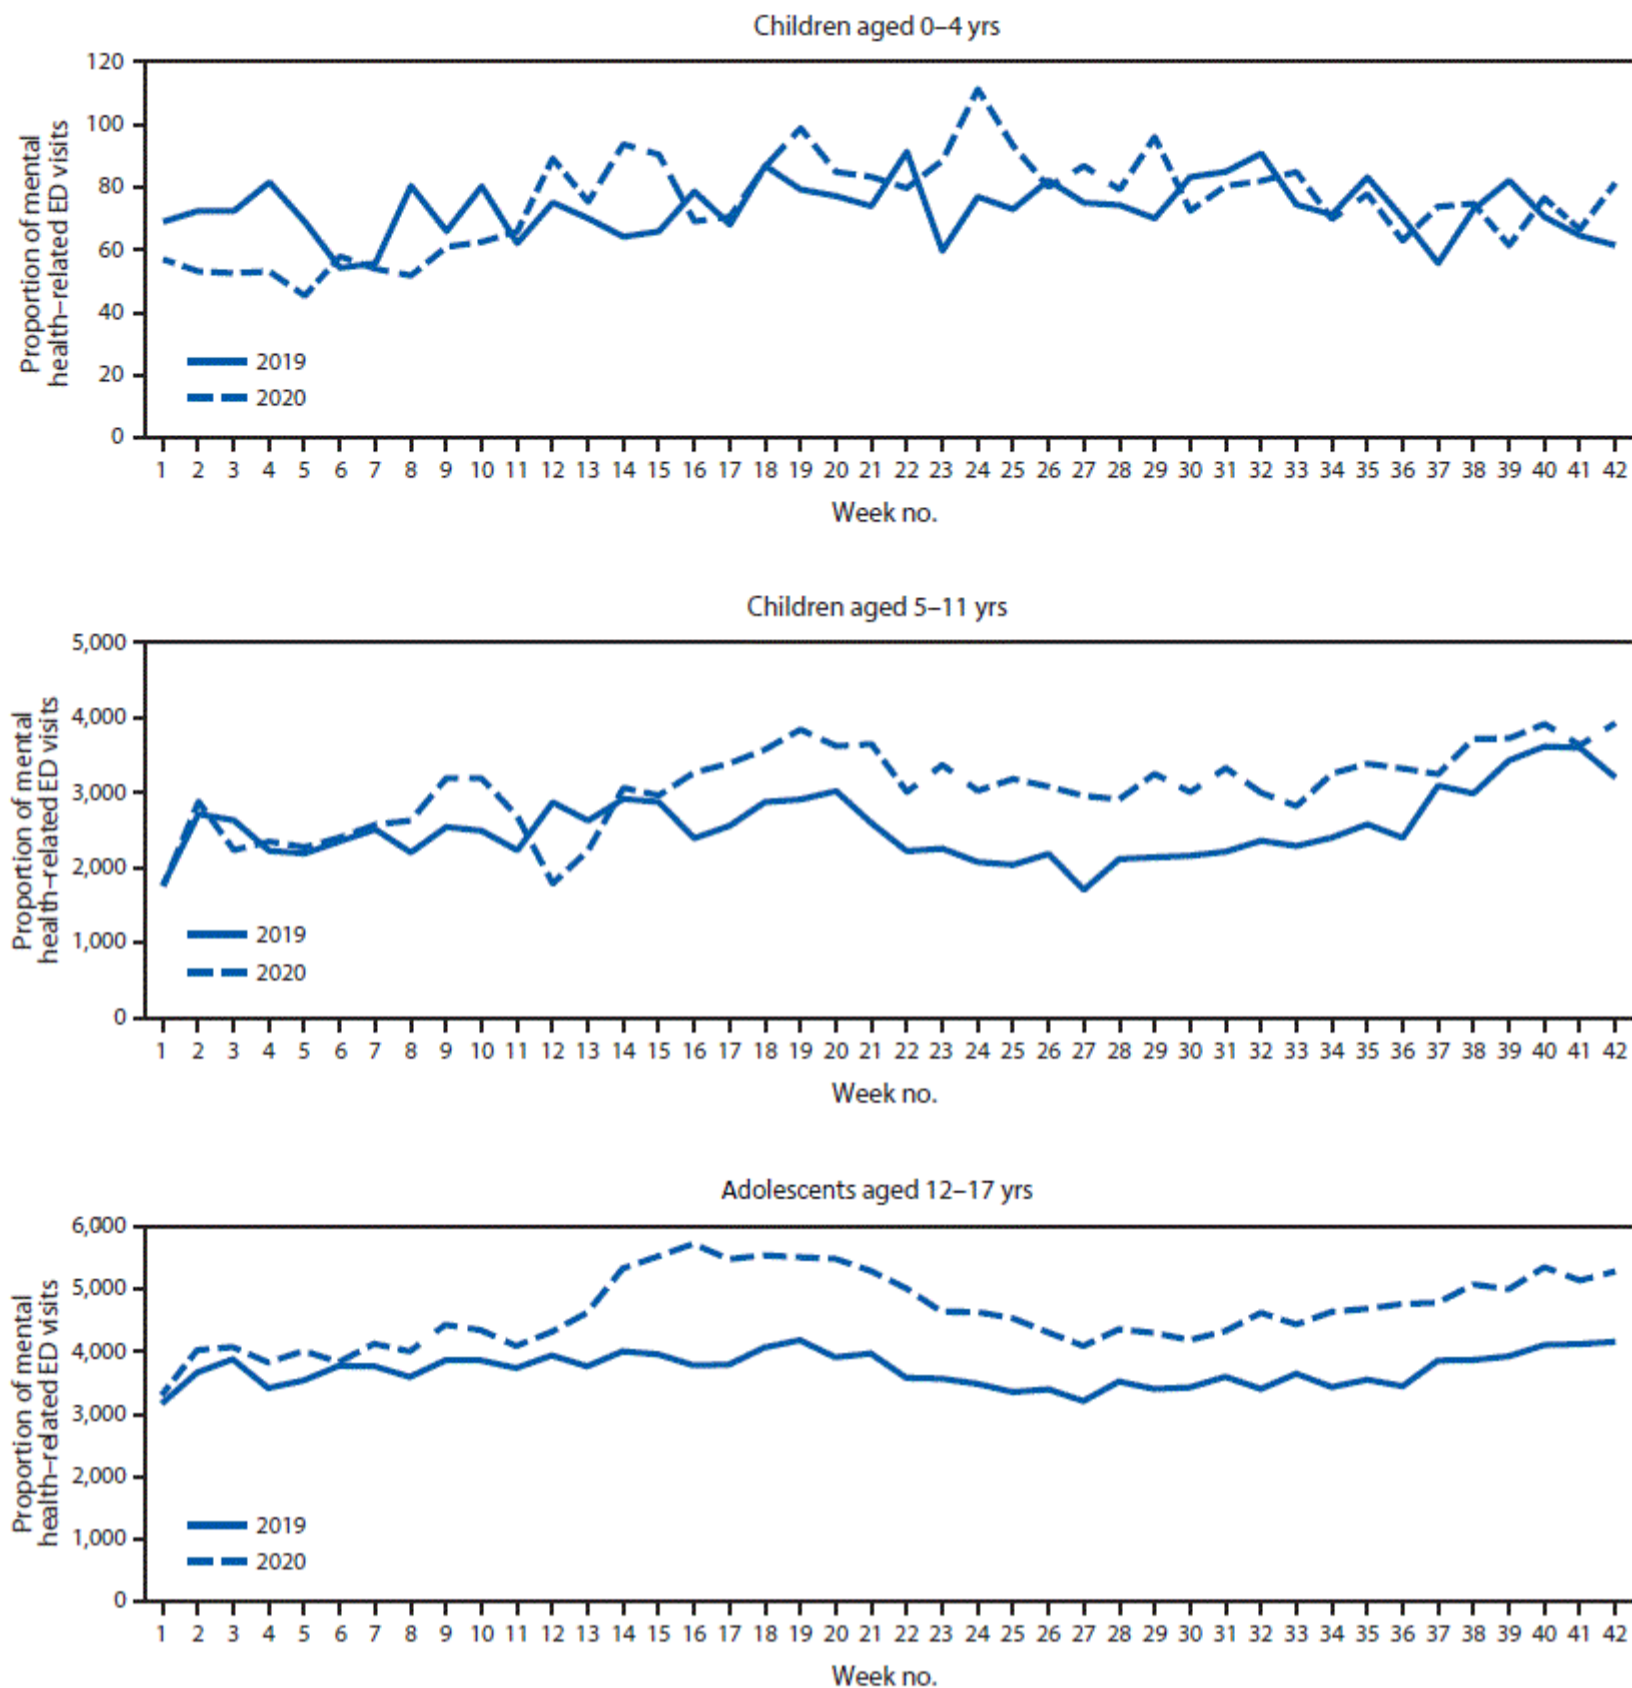 Children aged 0–4 yrs
Proportion of mental
health–related ED visits
120
100
80
60
40
20
0
2019
2020
1 2 3 4 5 6 7 8 9 10 11 12 13 14 15 16 17 18 19 20 21 22 23 24 25 26 27 28 29 30 31 32 33 34 35 36 37 38 39 40 41 42
Week no.
Children aged 5–11 yrs
Proportion of mental
health–related ED visits
5,000
4,000
3,000
2,000
1,000
0
2019
2020
1 2 3 4 5 6 7 8 9 10 11 12 13 14 15 16 17 18 19 20 21 22 23 24 25 26 27 28 29 30 31 32 33 34 35 36 37 38 39 40 41 42
Week no.
Adolescents aged 12–17 yrs
Proportion of mental
health–related ED visits
6,000
5,000
4,000
3,000
2,000
1,000
0
2019
2020
1 2 3 4 5 6 7 8 9 10 11 12 13 14 15 16 17 18 19 20 21 22 23 24 25 26 27 28 29 30 31 32 33 34 35 36 37 38 39 40 41 42
Week no.